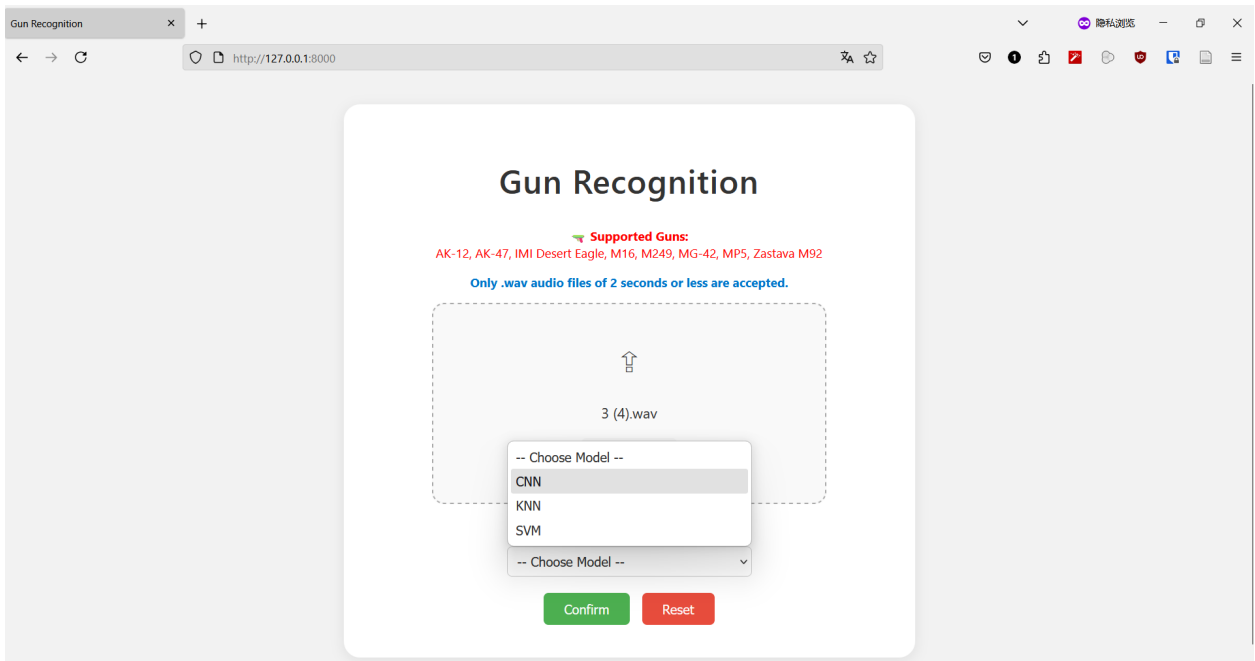 Gun Recognition
隐私浏览
http://127.0.0.1:8000
1
Gun Recognition
Supported Guns:
AK-12, AK-47, IMI Desert Eagle, M16, M249, MG-42, MP5, Zastava M92
Only .wav audio files of 2 seconds or less are accepted.
3 (4).wav
-- Choose Model --
CNN
KNN
SVM
-- Choose Model --
Confirm
Reset